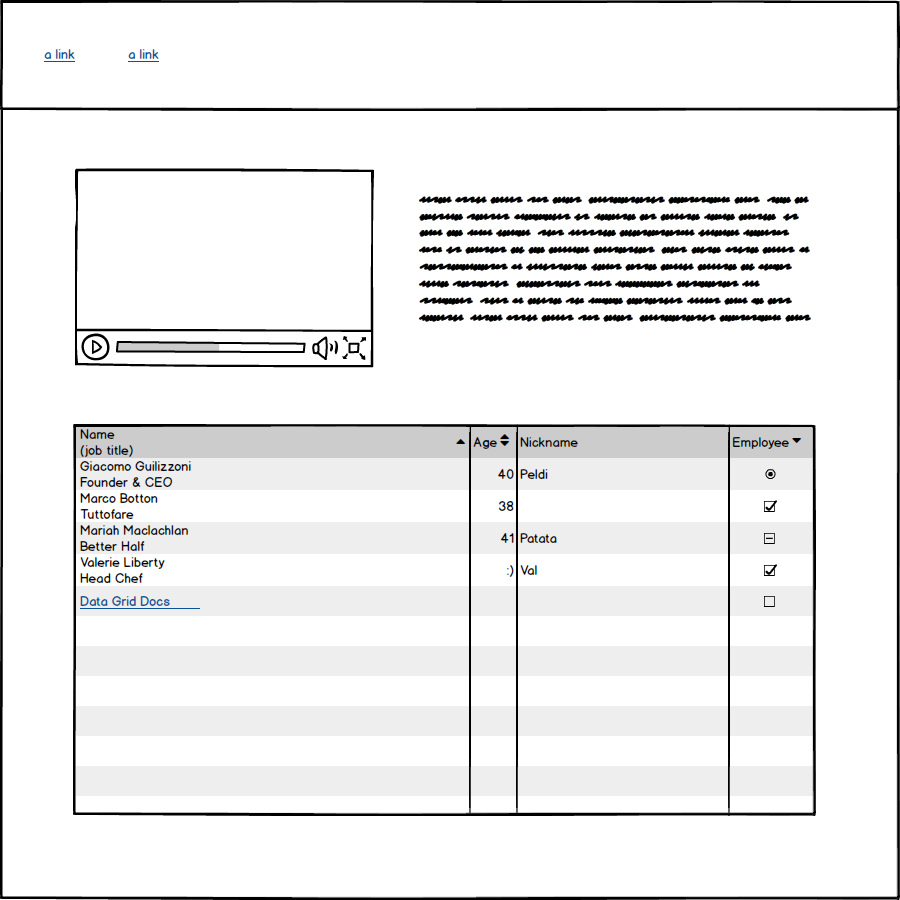 a link a link
Name
(job title)
Age Nickname Employee
Giacomo Guilizzoni
Founder & CEO
40 Peldi
Marco Botton
Tuttofare
38
Mariah Maclachlan
Better Half
41 Patata
Valerie Liberty
Head Chef
:) Val
Data Grid Docs